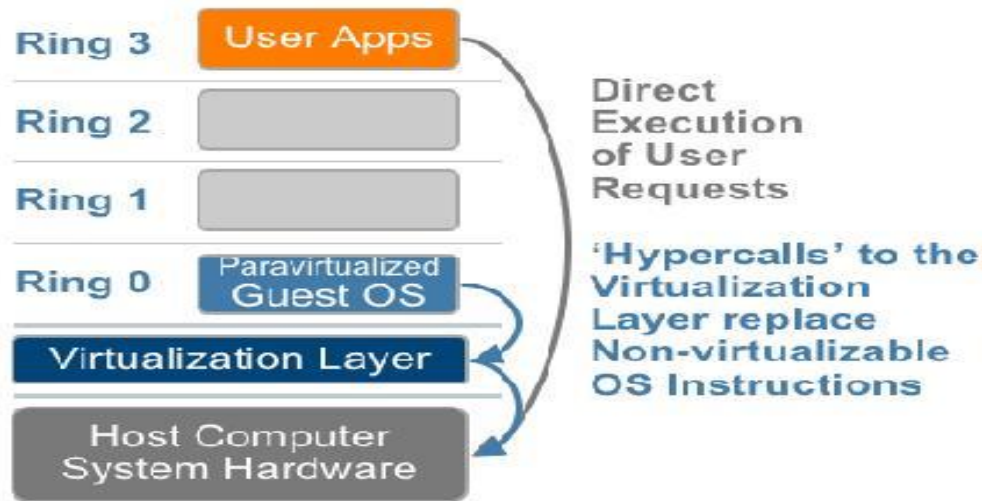 Ring 3
User Apps
Ring 2
Ring 1
Ring 0
Paravirtualized
Guest OS
Virtualization Layer
Host Computer
System Hardware
Direct
Execution
of User
Requests
‘Hypercalls’ to the
Virtualization
Layer replace
Non-virtualizable
OS Instructions